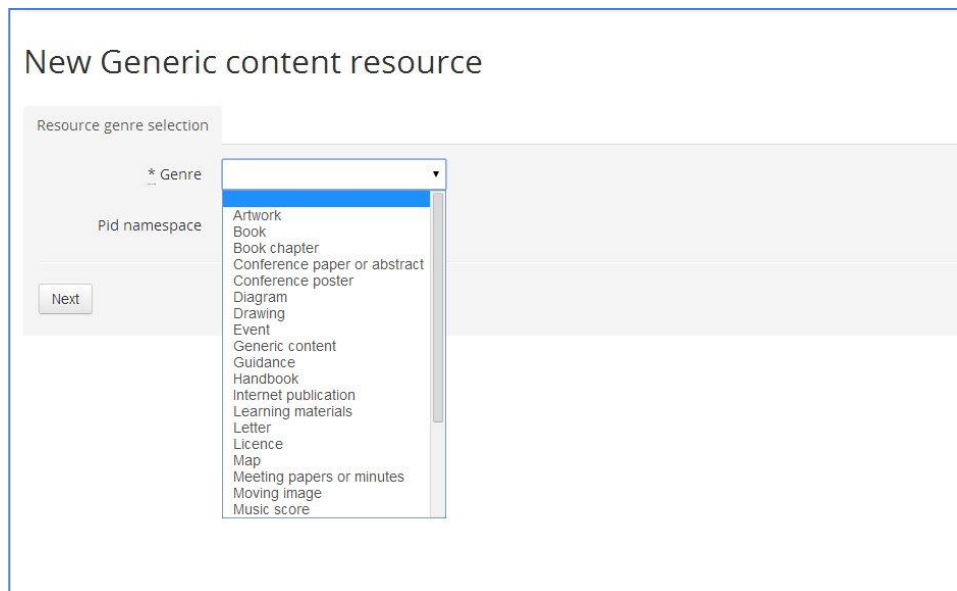 New Generic content resource
Resource genre selection
* Genre
Pid namespace
Next
Artwork
Book
Book chapter
Conference paper or abstract
Conference poster
Diagram
Drawing
Event
Generic content
Guidance
Handbook
Internet publication
Learning materials
Letter
Licence
Map
Meeting papers or minutes
Moving image
Music score